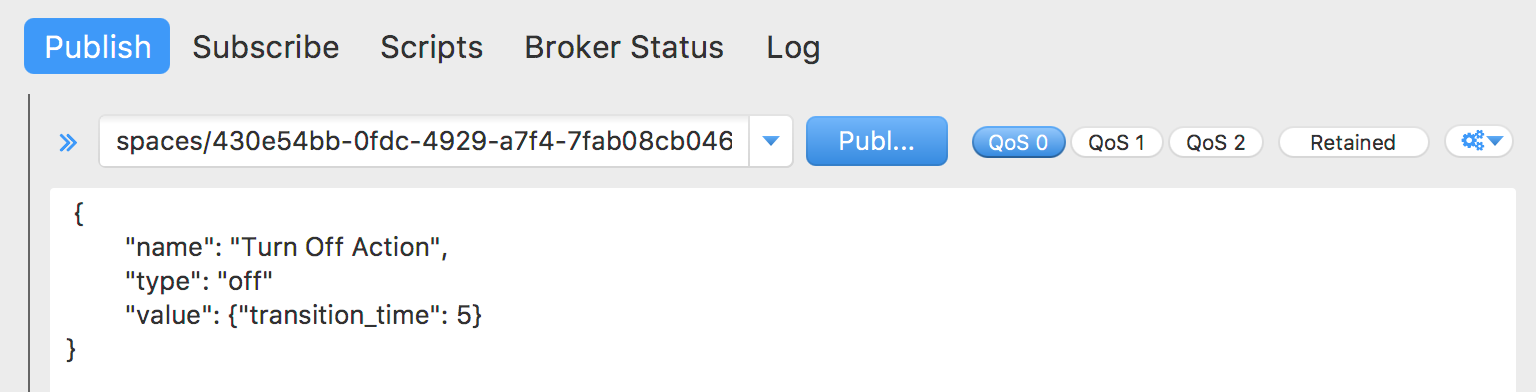 Publish Subscribe Scripts Broker Status Log
spaces/430e54bb-0fdc-4929-a7f4-7fab08cb046 Publ... QoS 0 QoS 1 QoS 2 Retained
{
"name": "Turn Off Action",
"type": "off"
"value": {"transition_time": 5}
}